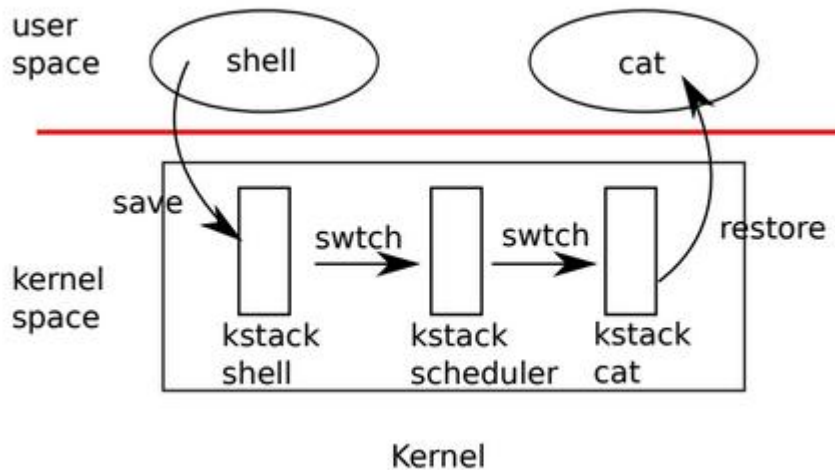 user
space
shell
cat
save
swtch
swtch
restore
kernel
space
kstack
shell
kstack
scheduler
kstack
cat
Kernel